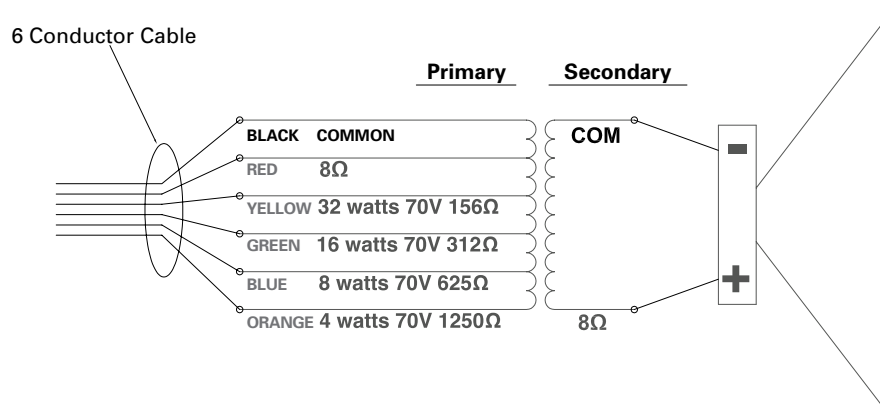 6 Conductor Cable
Primary Secondary
BLACK COMMON COM
RED 8Ω
YELLOW 32 watts 70V 156Ω
GREEN 16 watts 70V 312Ω
BLUE 8 watts 70V 625Ω
ORANGE 4 watts 70V 1250Ω 8Ω
- 
+